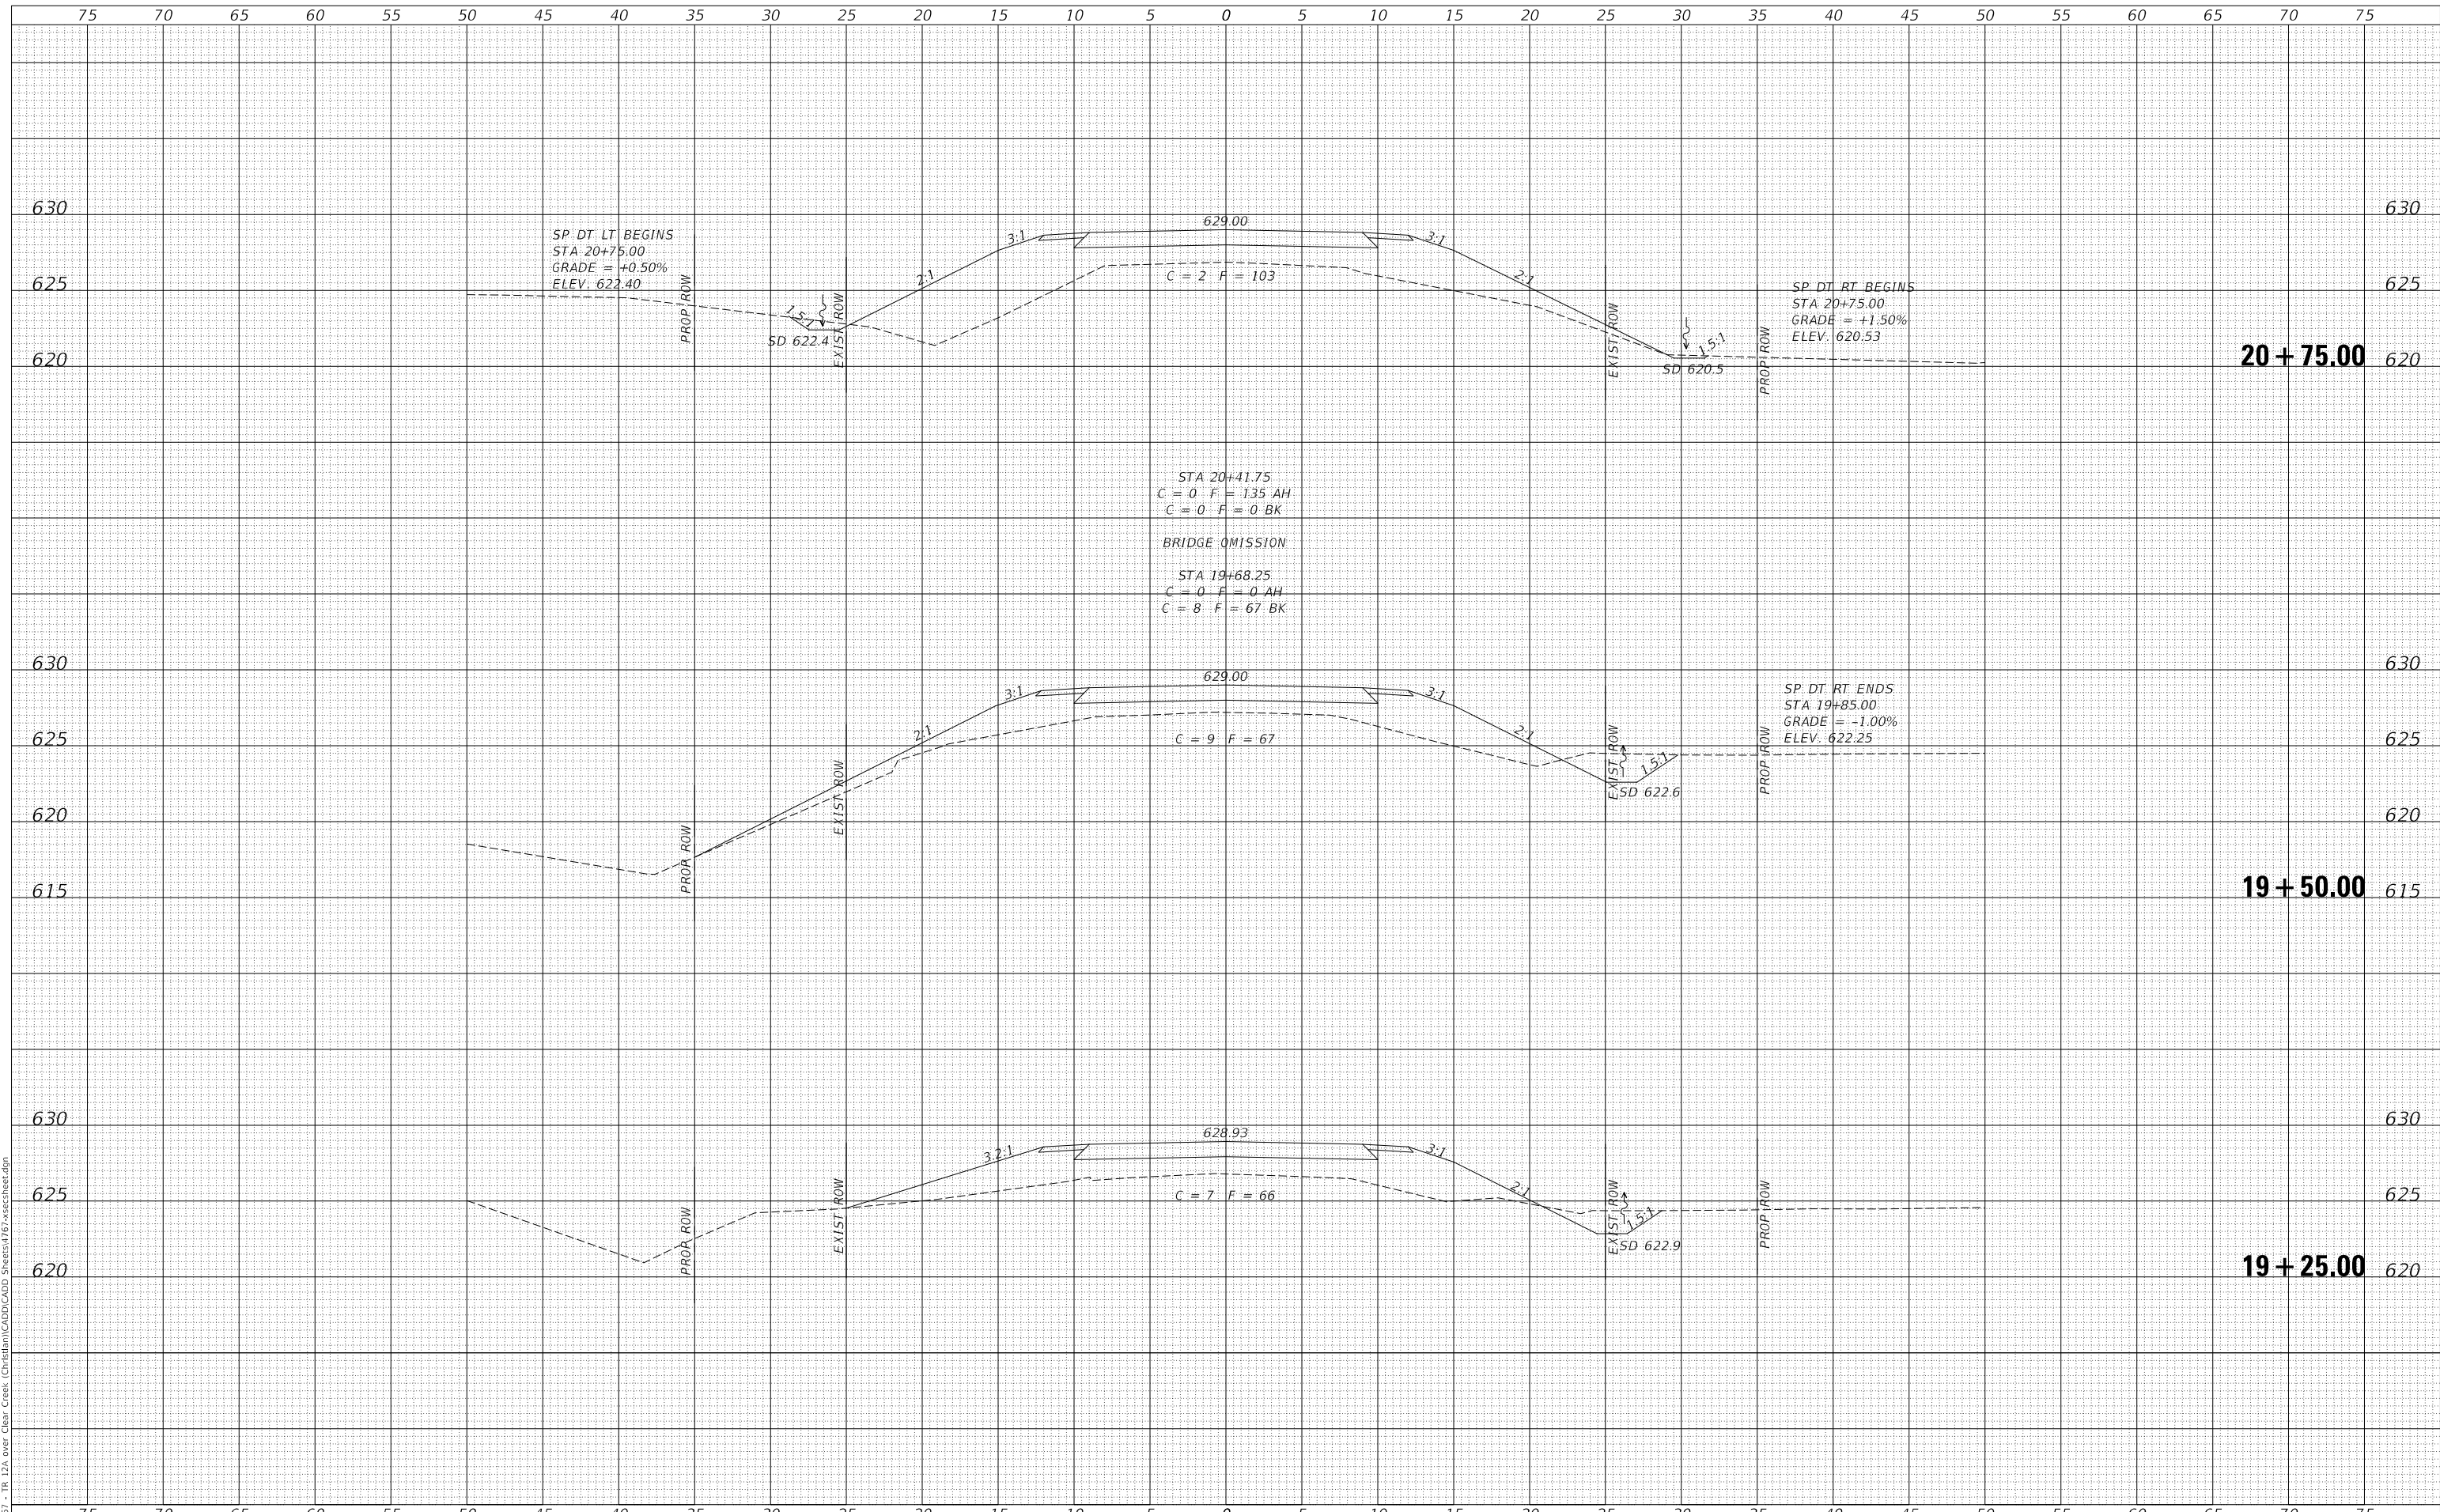 75 70 65 60 55 50 45 40 35 30 25 20 15 10 5 0 5 10 15 20 25 30 35 40 45 50 55 60 65 70 75
630 630
629.00
SP DT LT BEGINS
STA 20+75.00
GRADE = +0.50%
ELEV. 622.40
3:1
3:1
2:1
2:1
C = 2 F = 103
625 625
SP DT RT BEGINS
STA 20+75.00
GRADE = +1.50%
ELEV. 620.53
PROP ROW
1.5:1
SD 622.4
EXIST ROW
EXIST ROW
1.5:1
SD 620.5
PROP ROW
620 620
20+75.00
STA 20+41.75
C = 0 F = 135 AH
C = 0 F = 0 BK
BRIDGE OMISSION
STA 19+68.25
C = 0 F = 0 AH
C = 8 F = 67 BK
630 630
629.00
3:1
3:1
2:1
2:1
SP DT RT ENDS
STA 19+85.00
GRADE = -1.00%
ELEV. 622.25
625 625
C = 9 F = 67
PROP ROW
EXIST ROW
EXIST ROW
1.5:1
SD 622.6
PROP ROW
620 620
615 615
19+50.00
630 630
628.93
3.2:1
3:1
2:1
625 625
C = 7 F = 66
PROP ROW
EXIST ROW
EXIST ROW
1.5:1
SD 622.9
PROP ROW
620 620
19+25.00
75 70 65 60 55 50 45 40 35 30 25 20 15 10 5 0 5 10 15 20 25 30 35 40 45 50 55 60 65 70 75
- TR 12A over Clear Creek (Christian)\CADD\CADD Sheets\4767-xsecsheet.dgn